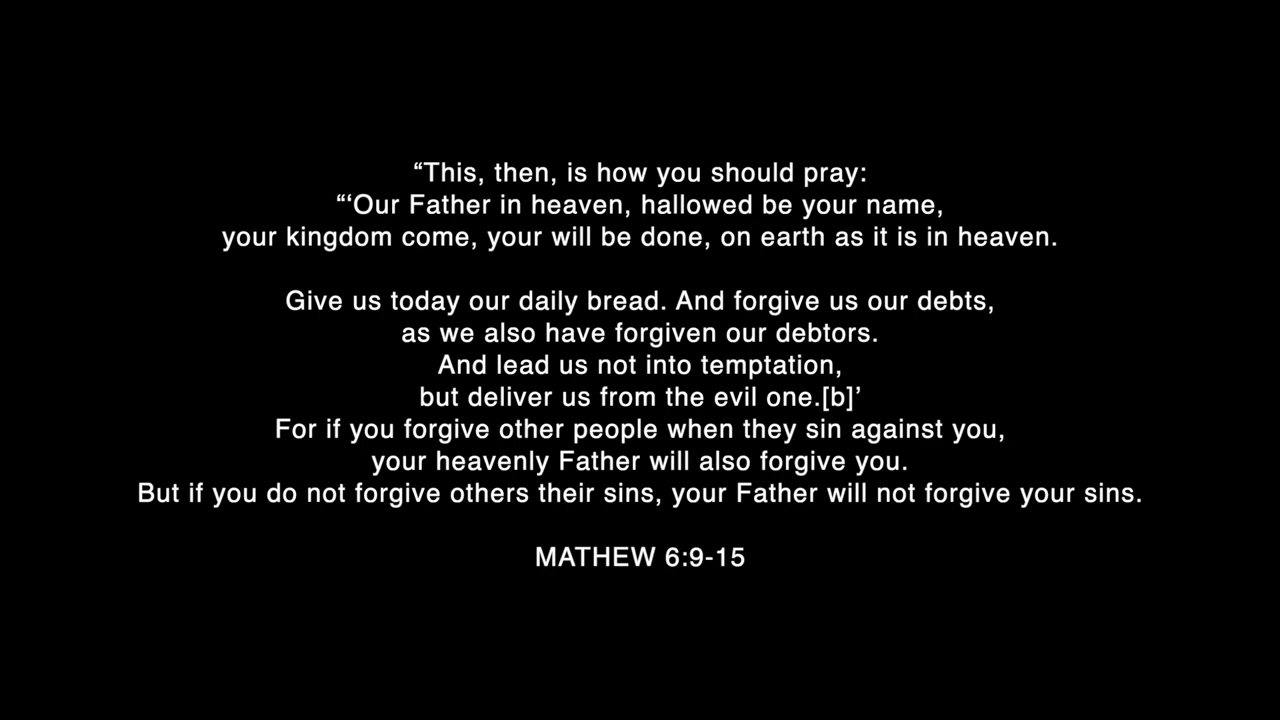 “This, then, is how you should pray:
“‘Our Father in heaven, hallowed be your name,
your kingdom come, your will be done, on earth as it is in heaven.
Give us today our daily bread. And forgive us our debts,
as we also have forgiven our debtors.
And lead us not into temptation,
but deliver us from the evil one.[b]’
For if you forgive other people when they sin against you,
your heavenly Father will also forgive you.
But if you do not forgive others their sins, your Father will not forgive your sins.
MATHEW 6:9-15